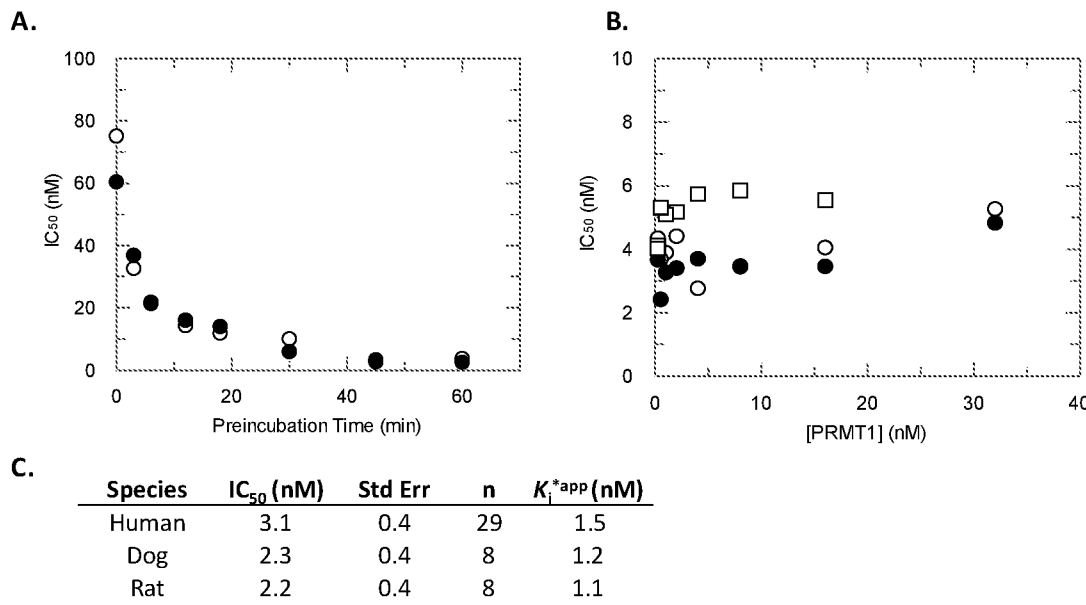 A.
B.
100
80
60
40
20
0
IC50 (nM)
0 20 40 60
Preincubation Time (min)
10
8
6
4
2
0
IC50 (nM)
0 10 20 30 40
[PRMT1] (nM)
C.
Species IC50 (nM) Std Err n Ki*app (nM)
Human 3.1 0.4 29 1.5
Dog 2.3 0.4 8 1.2
Rat 2.2 0.4 8 1.1